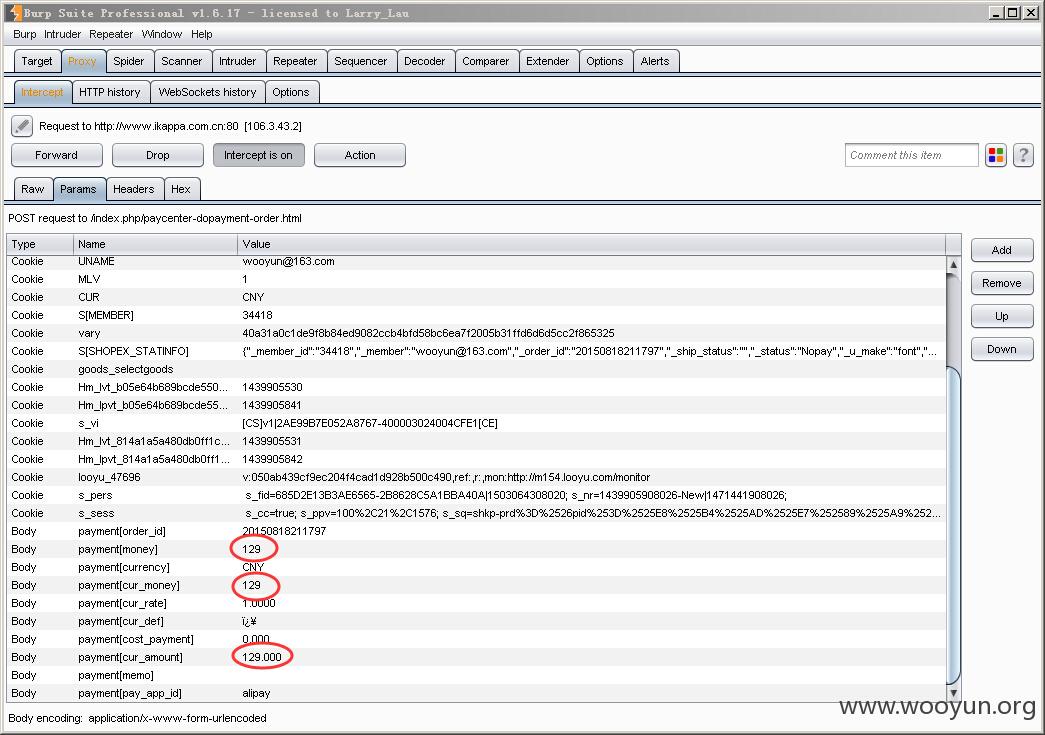 Burp Suite Professional v1.6.17 - licensed to Larry_Lau
Burp Intruder Repeater Window Help
Target Proxy Spider Scanner Intruder Repeater Sequencer Decoder Comparer Extender Options Alerts
Intercept HTTP history WebSockets history Options
Request to http://www.ikappa.com.cn:80 [106.3.43.2]
Forward Drop Intercept is on Action Comment this item ?
Raw Params Headers Hex
POST request to /index.php/paycenter-dopayment-order.html
Type Name Value
Cookie UNAME wooyun@163.com
Cookie MLV 1
Cookie CUR CNY
Cookie S[MEMBER] 34418
Cookie vary 40a31a0c1de9f8b84ed9082ccb4bfd58bc6ea7f2005b31ffd6d6d5cc2f865325
Cookie S[SHOPEX_STATINFO] {"_member_id":"34418","_member":"wooyun@163.com","_order_id":"20150818211797","_ship_status":"","_status":"Nopay","_u_make":"font","...
Cookie goods_selectgoods
Cookie Hm_lvt_b05e64b689bcde550... 1439905530
Cookie Hm_lpvt_b05e64b689bcde55... 1439905841
Cookie s_vi [CS]v1|2AE99B7E052A8767-400003024004CFE1[CE]
Cookie Hm_lvt_814a1a5a480db0ff1c... 1439905531
Cookie Hm_lpvt_814a1a5a480db0ff1... 1439905842
Cookie looyu_47696 v:050ab439cf9ec204f4cad1d928b500c490,ref:,r:,mon:http://m154.looyu.com/monitor
Cookie s_pers s_fid=685D2E13B3AE6565-2B8628C5A1BBA40A|1503064308020; s_nr=1439905908026-New|1471441908026;
Cookie s_sess s_cc=true; s_ppv=100%2C21%2C1576; s_sq=shkp-prd%3D%2526pid%253D%2525E8%2525B4%2525AD%2525E7%252589%2525A9%252...
Body payment[order_id] 20150818211797
Body payment[money] 129
Body payment[currency] CNY
Body payment[cur_money] 129
Body payment[cur_rate] 1.0000
Body payment[cur_def] ï¿¥
Body payment[cost_payment] 0.000
Body payment[cur_amount] 129.000
Body payment[memo]
Body payment[pay_app_id] alipay
Add
Remove
Up
Down
Body encoding: application/x-www-form-urlencoded
www.wooyun.org